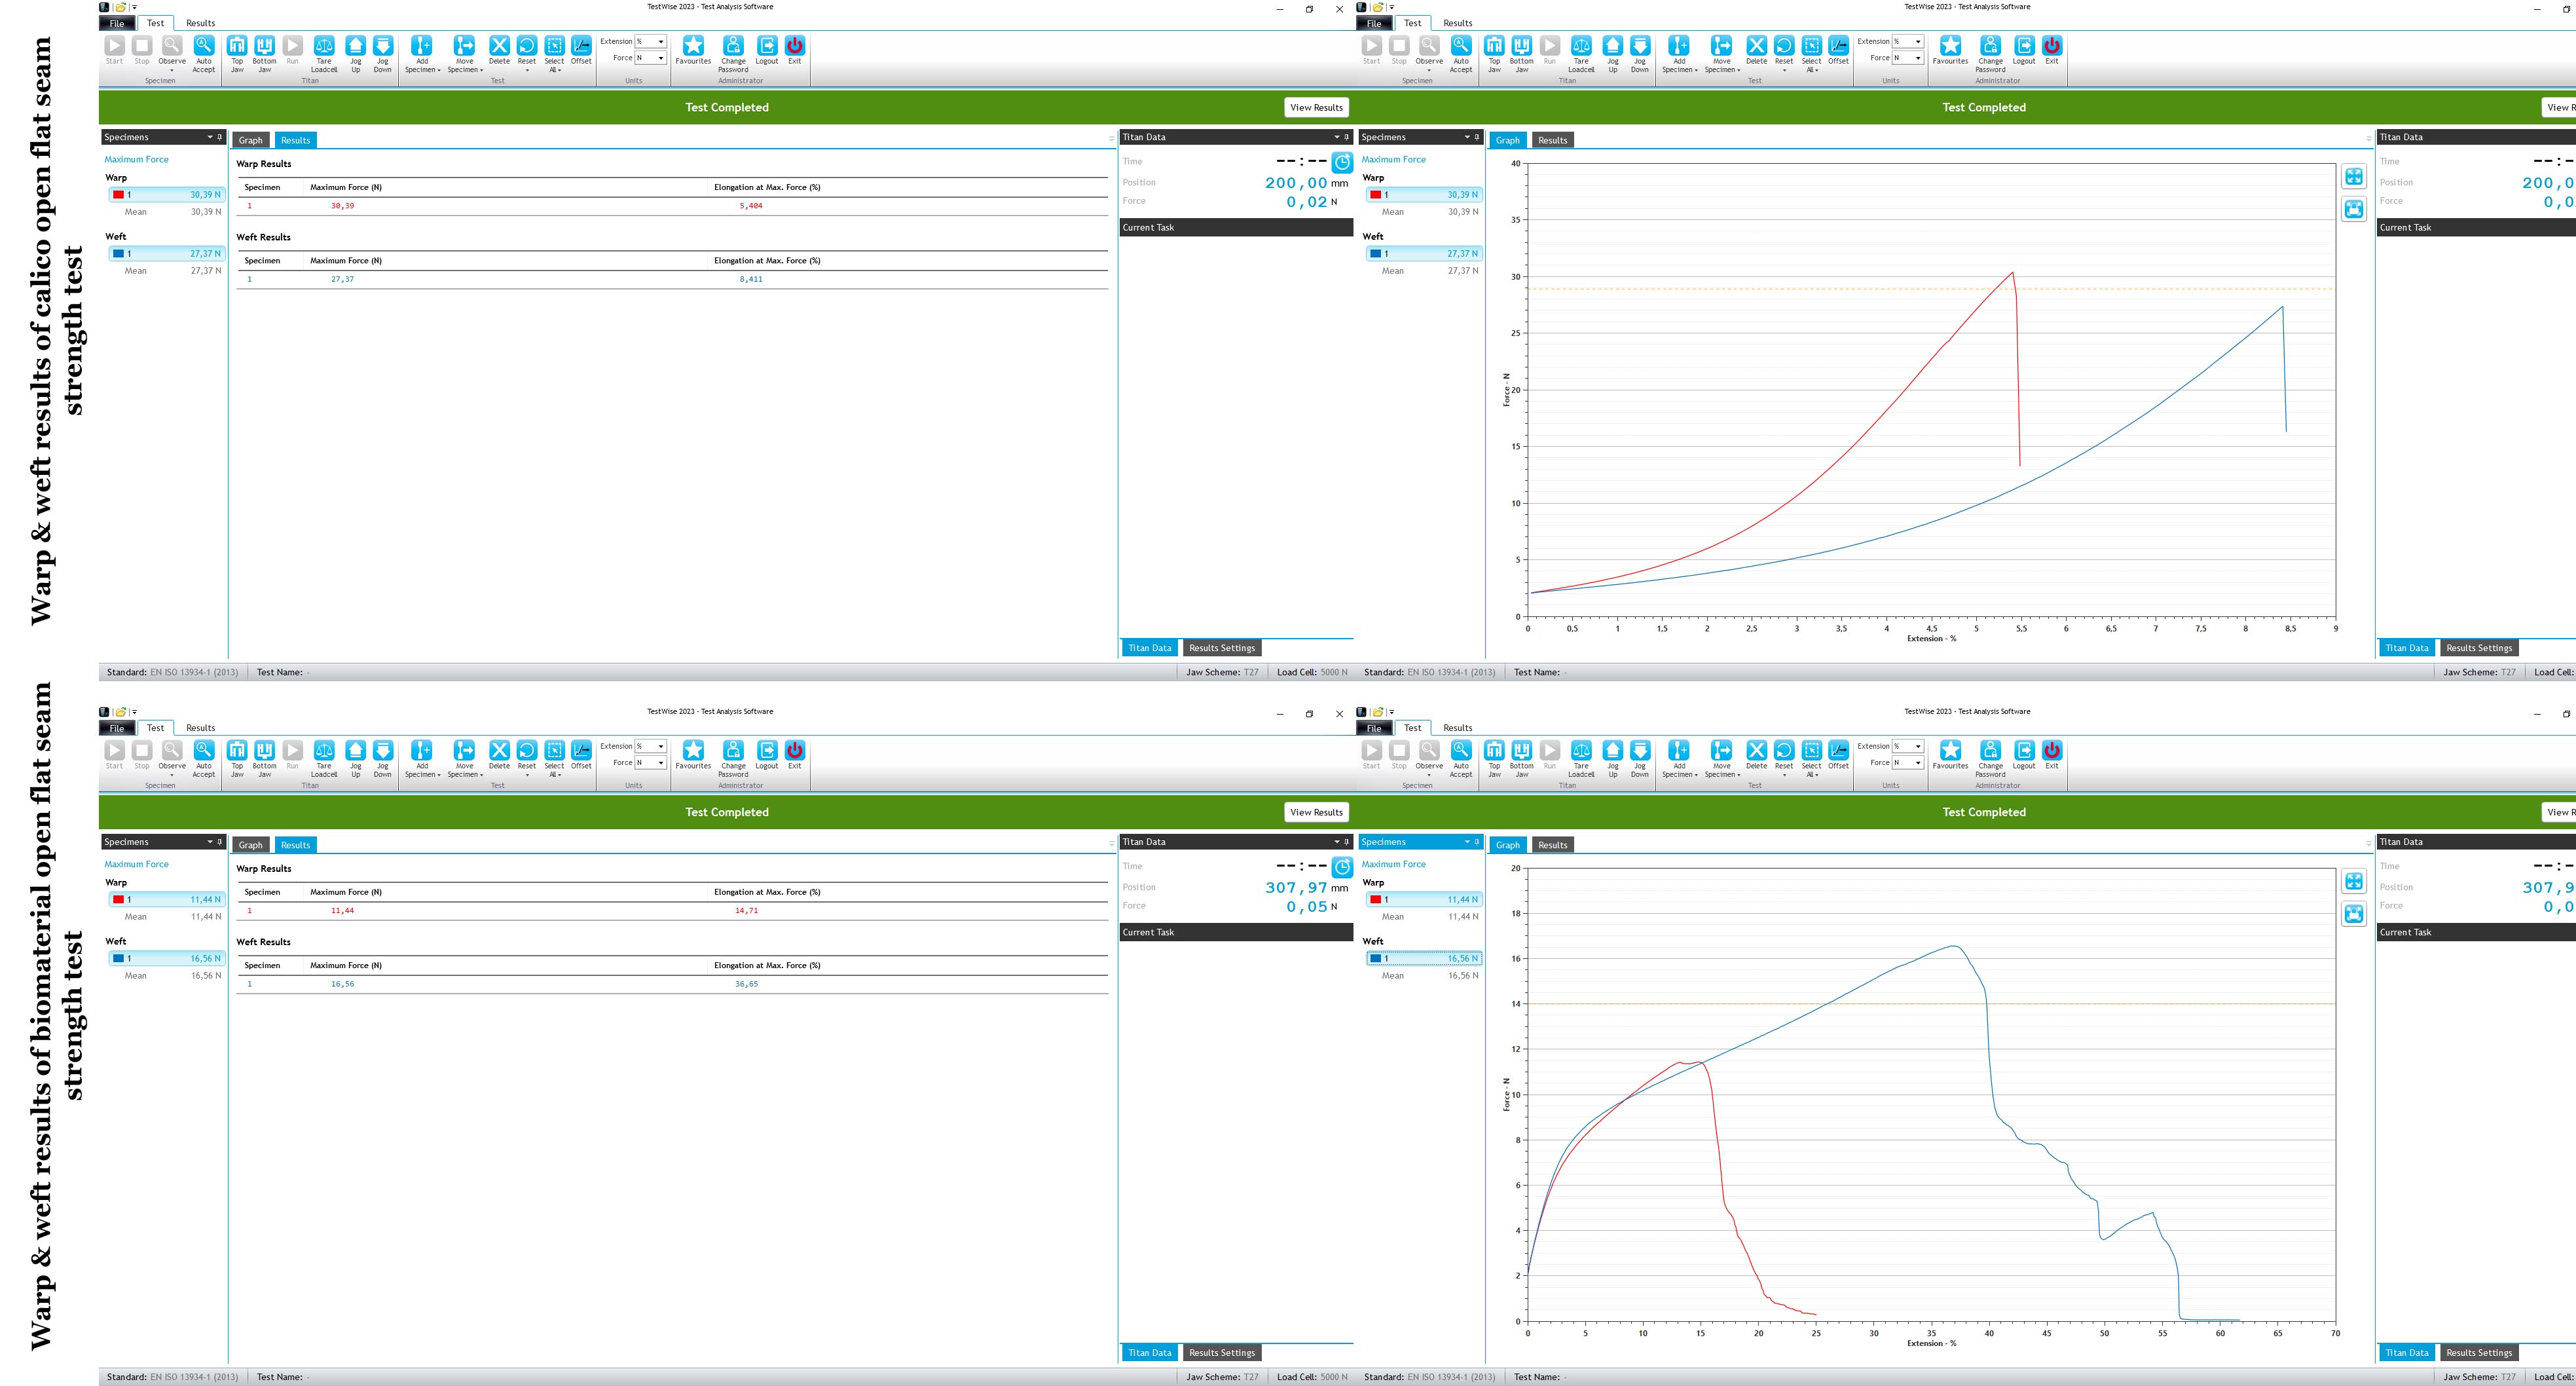 Warp & weft results of calico open flat seam
strength test
TestWise 2023 - Test Analysis Software
File Test Results
Start Stop Observe Auto Accept Top Jaw Bottom Jaw Run Tare Loadcell Jog Up Jog Down Add Specimen Move Specimen Delete Reset Select All Offset Extension % Force N Favourites Change Password Logout Exit
Specimen Titan Test Units Administrator
Test Completed View Results
Specimens
Maximum Force
Warp
1 30,39 N
Mean 30,39 N
Weft
1 27,37 N
Mean 27,37 N
Graph Results
Warp Results
Specimen Maximum Force (N) Elongation at Max. Force (%)
1 30,39 5,404
Weft Results
Specimen Maximum Force (N) Elongation at Max. Force (%)
1 27,37 8,411
Titan Data
Time --:--
Position 200,00 mm
Force 0,02 N
Current Task
Titan Data Results Settings
Standard: EN ISO 13934-1 (2013) Test Name: - Jaw Scheme: T27 Load Cell: 5000 N
TestWise 2023 - Test Analysis Software
File Test Results
Start Stop Observe Auto Accept Top Jaw Bottom Jaw Run Tare Loadcell Jog Up Jog Down Add Specimen Move Specimen Delete Reset Select All Offset Extension % Force N Favourites Change Password Logout Exit
Specimen Titan Test Units Administrator
Test Completed View R
Specimens
Maximum Force
Warp
1 30,39 N
Mean 30,39 N
Weft
1 27,37 N
Mean 27,37 N
Graph Results
40
35
30
25
20
15
10
5
0
Force - N
0 0,5 1 1,5 2 2,5 3 3,5 4 4,5 5 5,5 6 6,5 7 7,5 8 8,5 9
Extension - %
Titan Data
Time --:-
Position 200,0
Force 0,0
Current Task
Titan Data Results Settings
Standard: EN ISO 13934-1 (2013) Test Name: - Jaw Scheme: T27 Load Cell:
Warp & weft results of biomaterial open flat seam
strength test
TestWise 2023 - Test Analysis Software
File Test Results
Start Stop Observe Auto Accept Top Jaw Bottom Jaw Run Tare Loadcell Jog Up Jog Down Add Specimen Move Specimen Delete Reset Select All Offset Extension % Force N Favourites Change Password Logout Exit
Specimen Titan Test Units Administrator
Test Completed View Results
Specimens
Maximum Force
Warp
1 11,44 N
Mean 11,44 N
Weft
1 16,56 N
Mean 16,56 N
Graph Results
Warp Results
Specimen Maximum Force (N) Elongation at Max. Force (%)
1 11,44 14,71
Weft Results
Specimen Maximum Force (N) Elongation at Max. Force (%)
1 16,56 36,65
Titan Data
Time --:--
Position 307,97 mm
Force 0,05 N
Current Task
Titan Data Results Settings
Standard: EN ISO 13934-1 (2013) Test Name: - Jaw Scheme: T27 Load Cell: 5000 N
TestWise 2023 - Test Analysis Software
File Test Results
Start Stop Observe Auto Accept Top Jaw Bottom Jaw Run Tare Loadcell Jog Up Jog Down Add Specimen Move Specimen Delete Reset Select All Offset Extension % Force N Favourites Change Password Logout Exit
Specimen Titan Test Units Administrator
Test Completed View R
Specimens
Maximum Force
Warp
1 11,44 N
Mean 11,44 N
Weft
1 16,56 N
Mean 16,56 N
Graph Results
20
18
16
14
12
10
8
6
4
2
0
Force - N
0 5 10 15 20 25 30 35 40 45 50 55 60 65 70
Extension - %
Titan Data
Time --:-
Position 307,9
Force 0,0
Current Task
Titan Data Results Settings
Standard: EN ISO 13934-1 (2013) Test Name: - Jaw Scheme: T27 Load Cell: